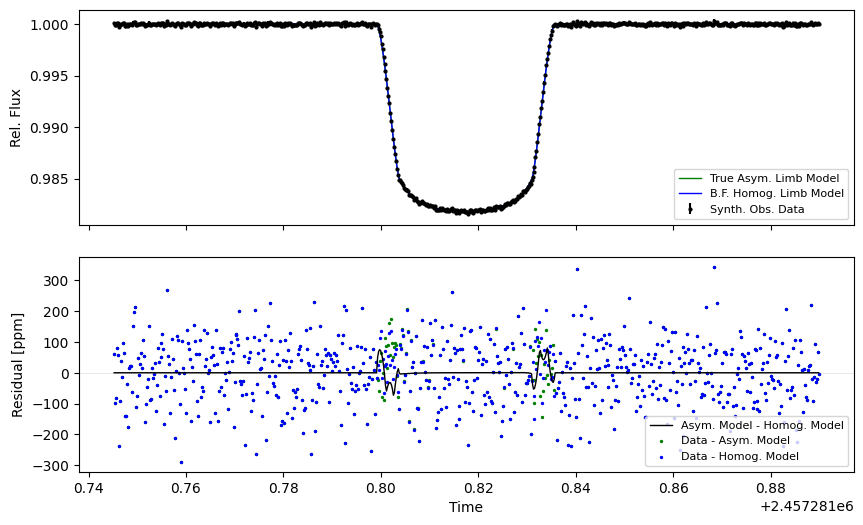 1.000
0.995
0.990
0.985
Rel. Flux
True Asym. Limb Model
B.F. Homog. Limb Model
Synth. Obs. Data
300
200
100
0
−100
−200
−300
Residual [ppm]
Asym. Model - Homog. Model
Data - Asym. Model
Data - Homog. Model
0.74 0.76 0.78 0.80 0.82 0.84 0.86 0.88
Time
+2.457281e6